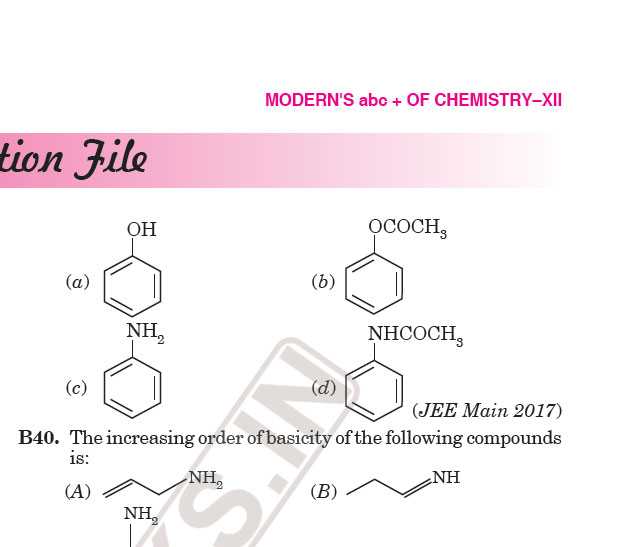 MODERN'S abc + OF CHEMISTRY–XII
tion File
OH
OCOCH₃
(a)
(b)
NH₂
NHCOCH₃
(c)
(d)
(JEE Main 2017)
B40. The increasing order of basicity of the following compounds
is:
(A)
NH₂
(B)
NH
NH₂
S.IN